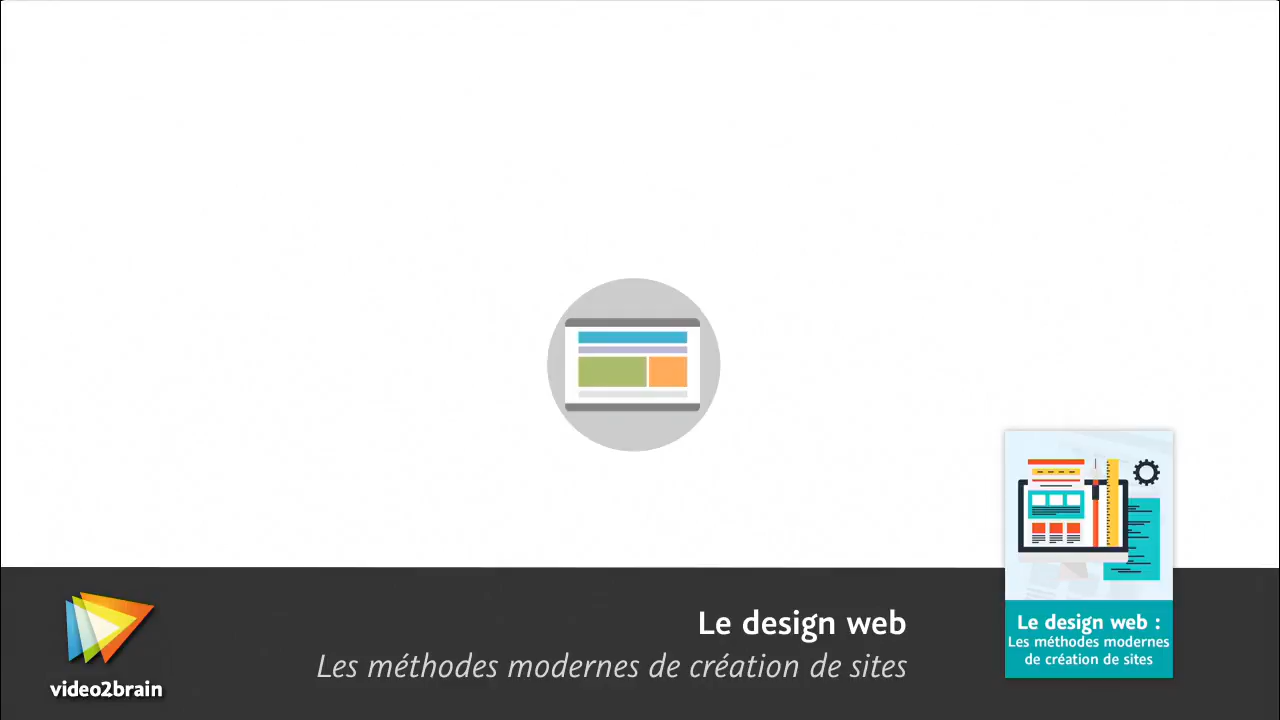 Le design web
Les méthodes modernes de création de sites
video2brain
Le design web :
Les méthodes modernes
de création de sites